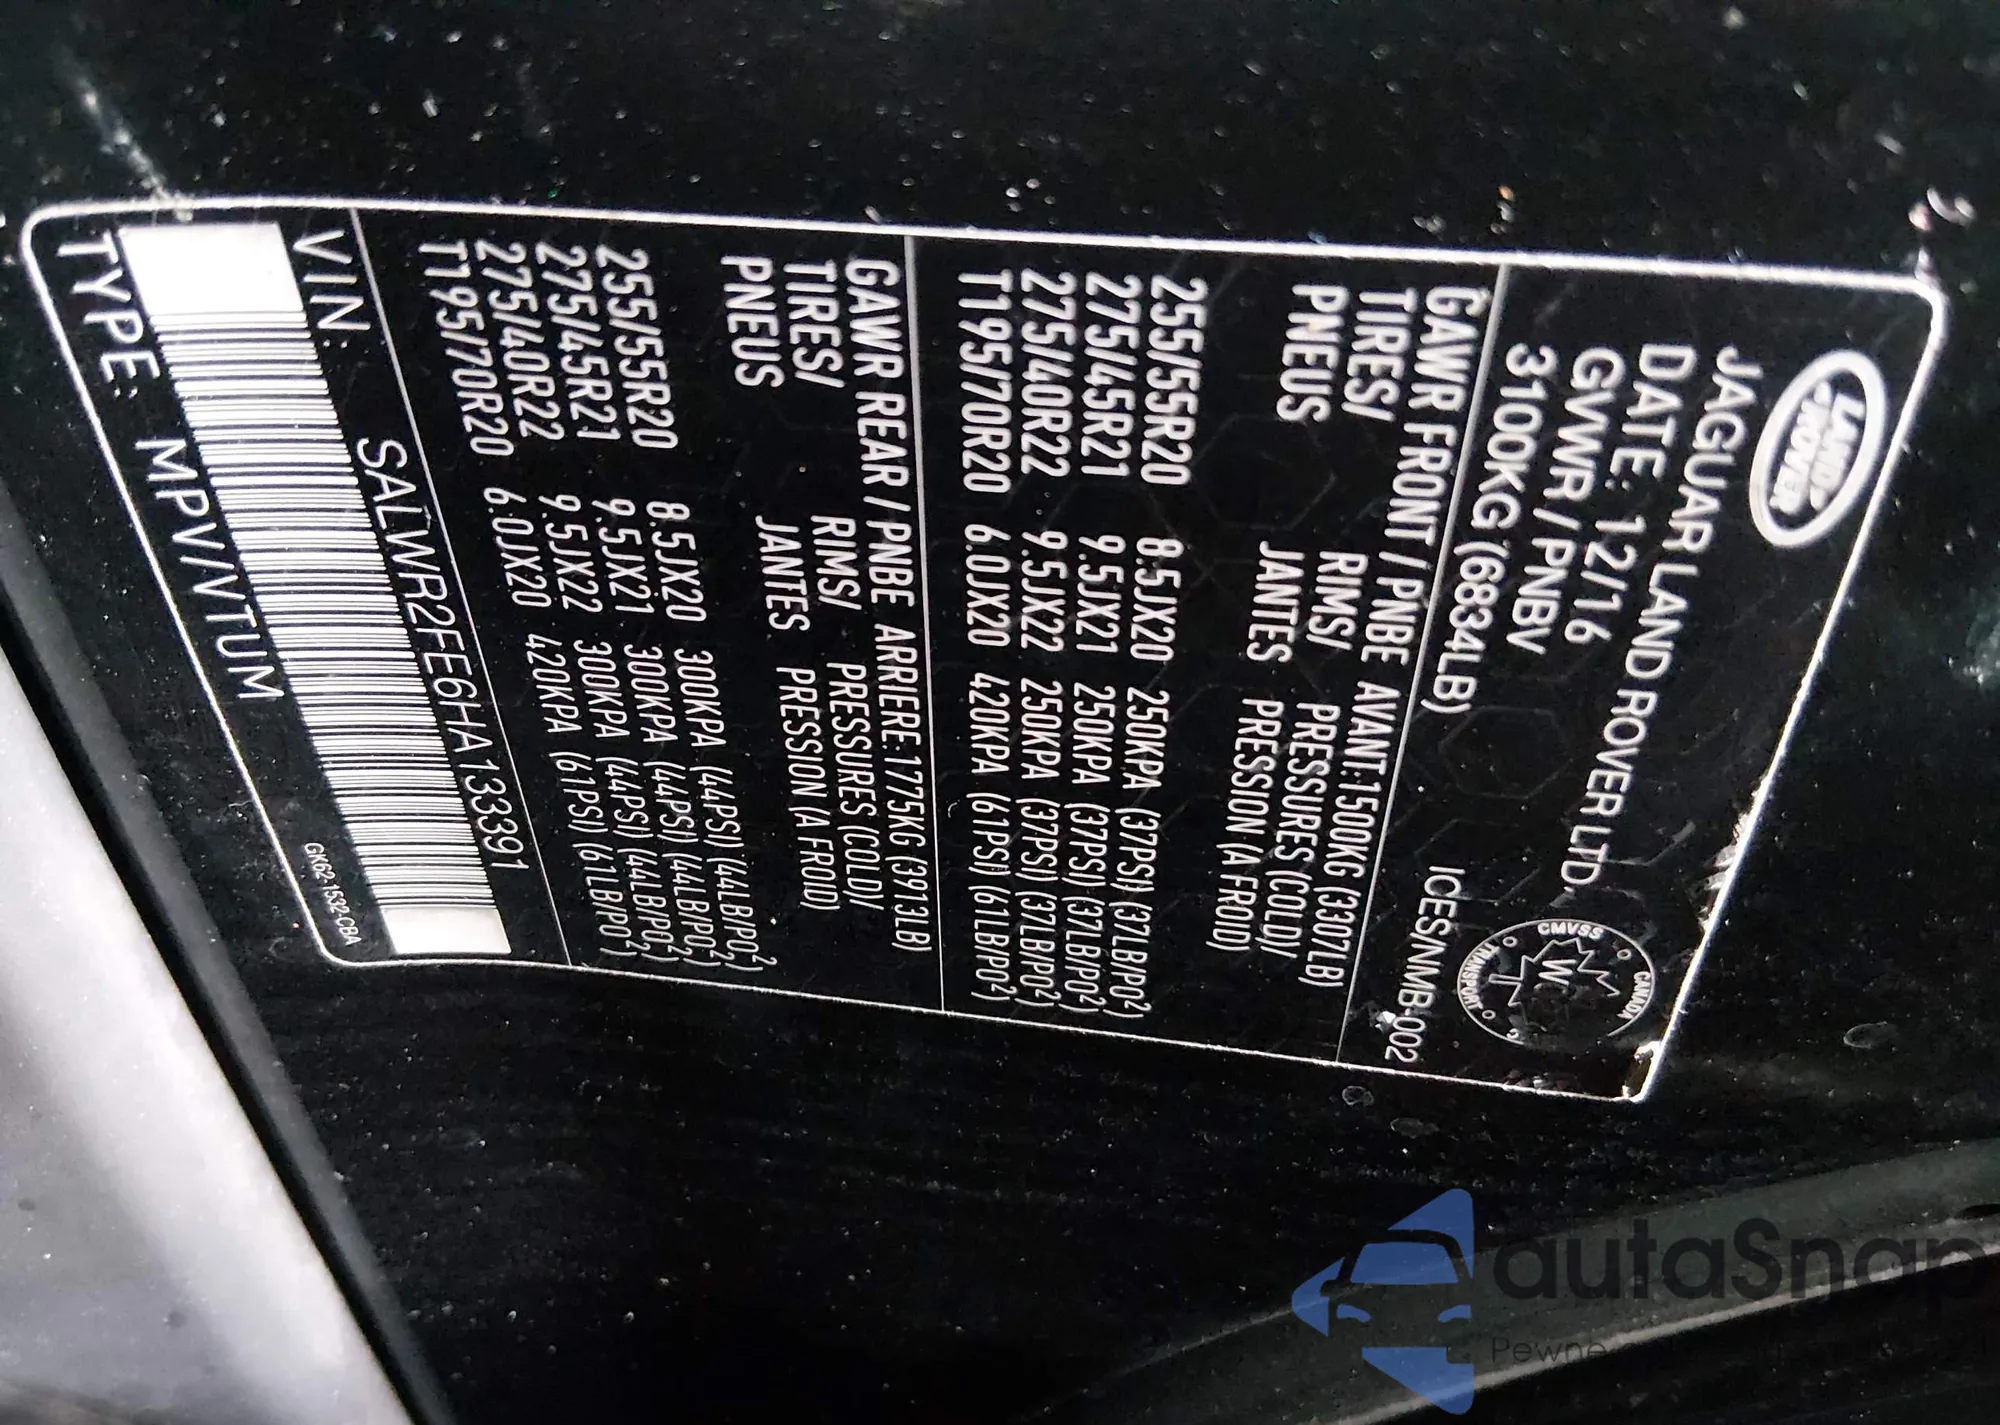 LAND
ROVER
JAGUAR LAND ROVER LTD.
DATE: 12/16
GVWR / PNBV
3100KG (6834LB)
CMVSS
CANADA
TRANSPORT
ICES/NMB-002
GAWR FRONT / PNBE AVANT:1500KG (3307LB)
TIRES/ RIMS/ PRESSURES (COLD)/
PNEUS JANTES PRESSION (A FROID)
255/55R20 8.5JX20 250KPA (37PSI) (37LB/PO²)
275/45R21 9.5JX21 250KPA (37PSI) (37LB/PO²)
275/40R22 9.5JX22 250KPA (37PSI) (37LB/PO²)
T195/70R20 6.0JX20 420KPA (61PSI) (61LB/PO²)
GAWR REAR / PNBE ARRIERE:1775KG (3913LB)
TIRES/ RIMS/ PRESSURES (COLD)/
PNEUS JANTES PRESSION (A FROID)
255/55R20 8.5JX20 300KPA (44PSI) (44LB/PO²)
275/45R21 9.5JX21 300KPA (44PSI) (44LB/PO²)
275/40R22 9.5JX22 300KPA (44PSI) (44LB/PO²)
T195/70R20 6.0JX20 420KPA (61PSI) (61LB/PO²)
VIN: SALWR2FE6HA133391
TYPE: MPV/VTUM
GK62-1532-CBA
autaSnap
Pewne